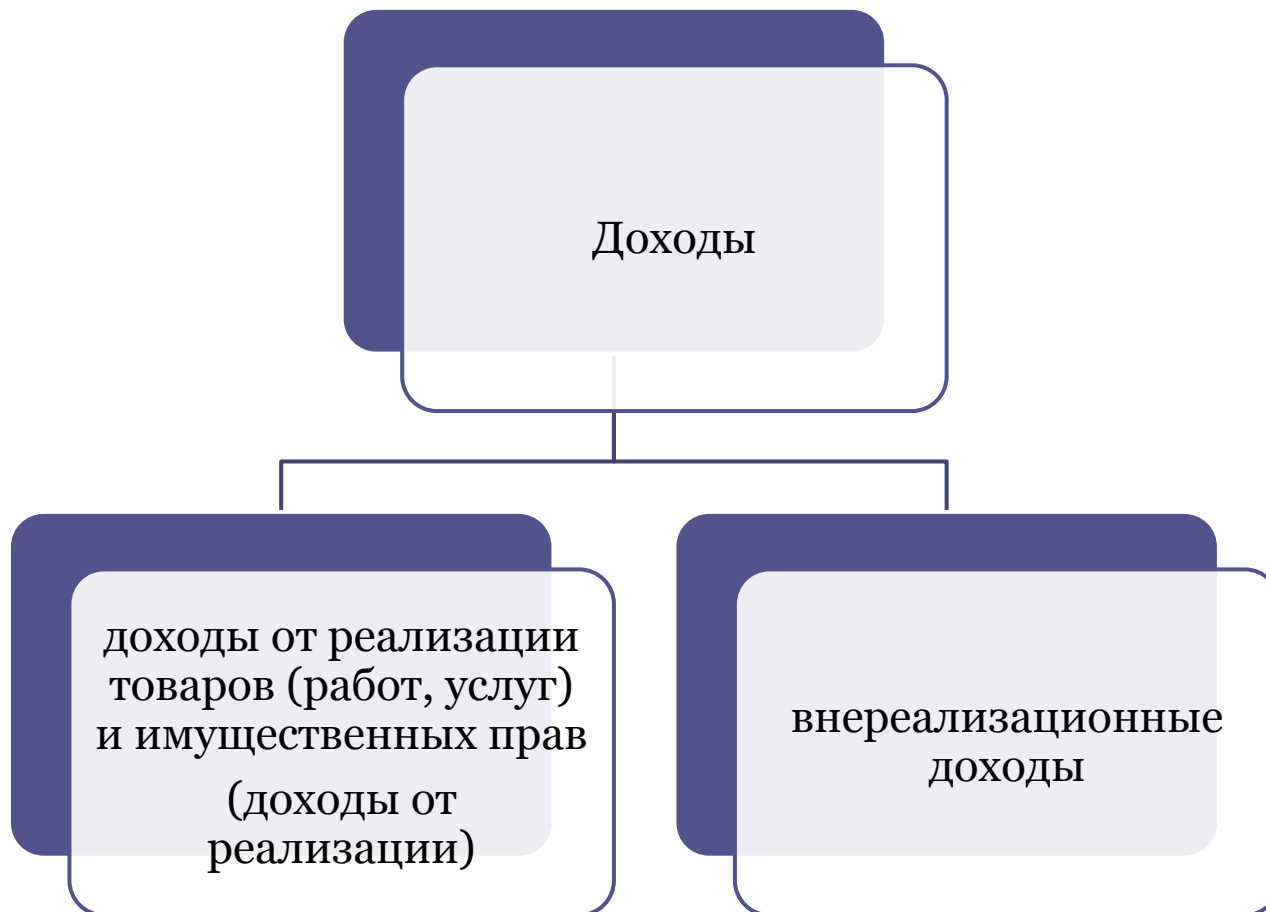 Доходы
доходы от реализации
товаров (работ, услуг)
и имущественных прав
(доходы от
реализации)
внереализационные
доходы